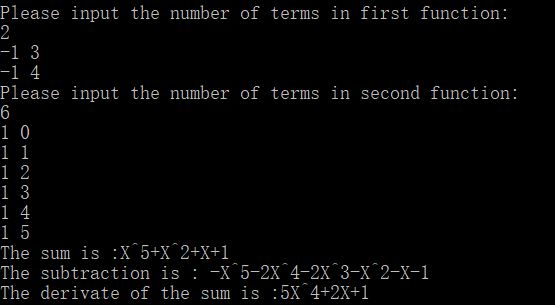 Please input the number of terms in first function:
2
-1 3
-1 4
Please input the number of terms in second function:
6
1 0
1 1
1 2
1 3
1 4
1 5
The sum is :X^5+X^2+X+1
The subtraction is : -X^5-2X^4-2X^3-X^2-X-1
The derivate of the sum is :5X^4+2X+1